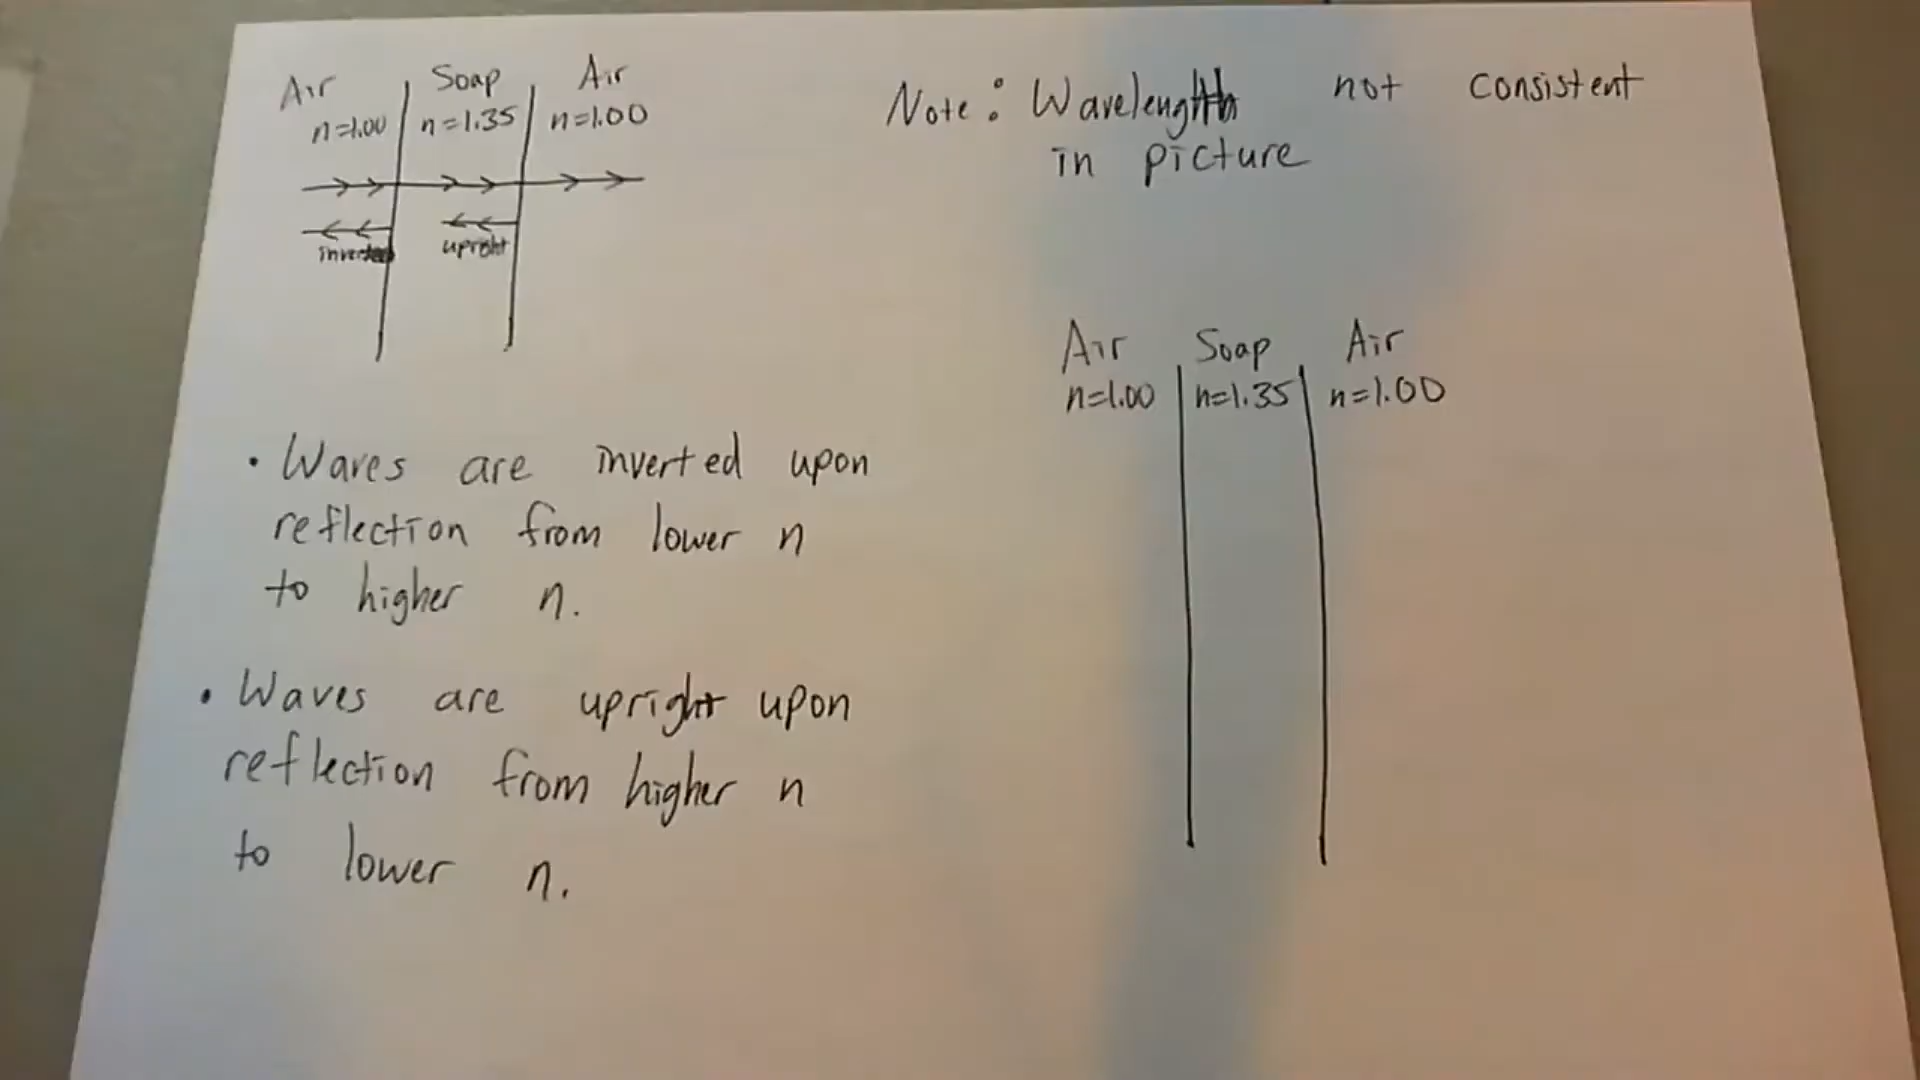 Air Soap Air
n=1.00 n=1.35 n=1.00
inverted upright
• Waves are inverted upon
reflection from lower n
to higher n.
• Waves are upright upon
reflection from higher n
to lower n.
Note: Wavelength not consistent
in picture
Air Soap Air
n=1.00 n=1.35 n=1.00